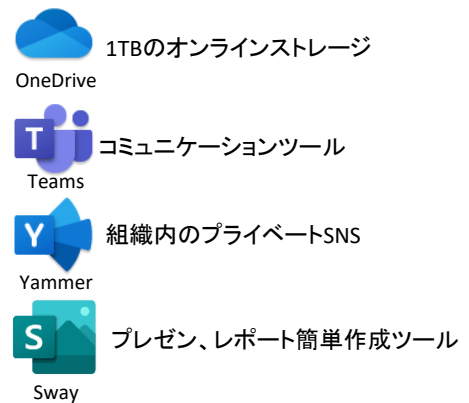 1TBのオンラインストレージ
OneDrive
T
コミュニケーションツール
Teams
Y
組織内のプライベートSNS
Yammer
S
プレゼン、レポート簡単作成ツール
Sway